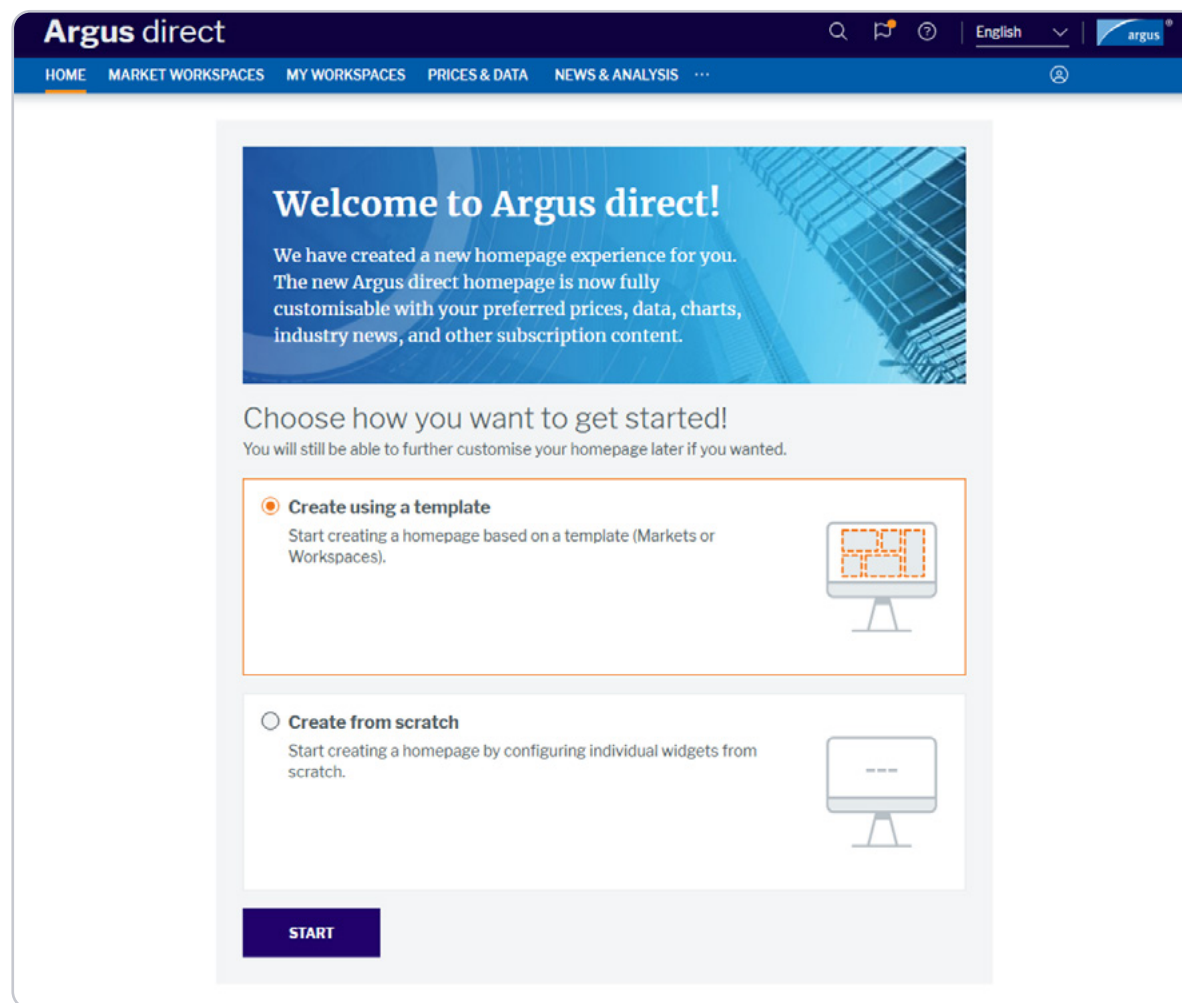 Argus direct
English
argus
HOME MARKET WORKSPACES MY WORKSPACES PRICES & DATA NEWS & ANALYSIS ...
Welcome to Argus direct!
We have created a new homepage experience for you.
The new Argus direct homepage is now fully
customisable with your preferred prices, data, charts,
industry news, and other subscription content.
Choose how you want to get started!
You will still be able to further customise your homepage later if you wanted.
Create using a template
Start creating a homepage based on a template (Markets or
Workspaces).
Create from scratch
Start creating a homepage by configuring individual widgets from
scratch.
START